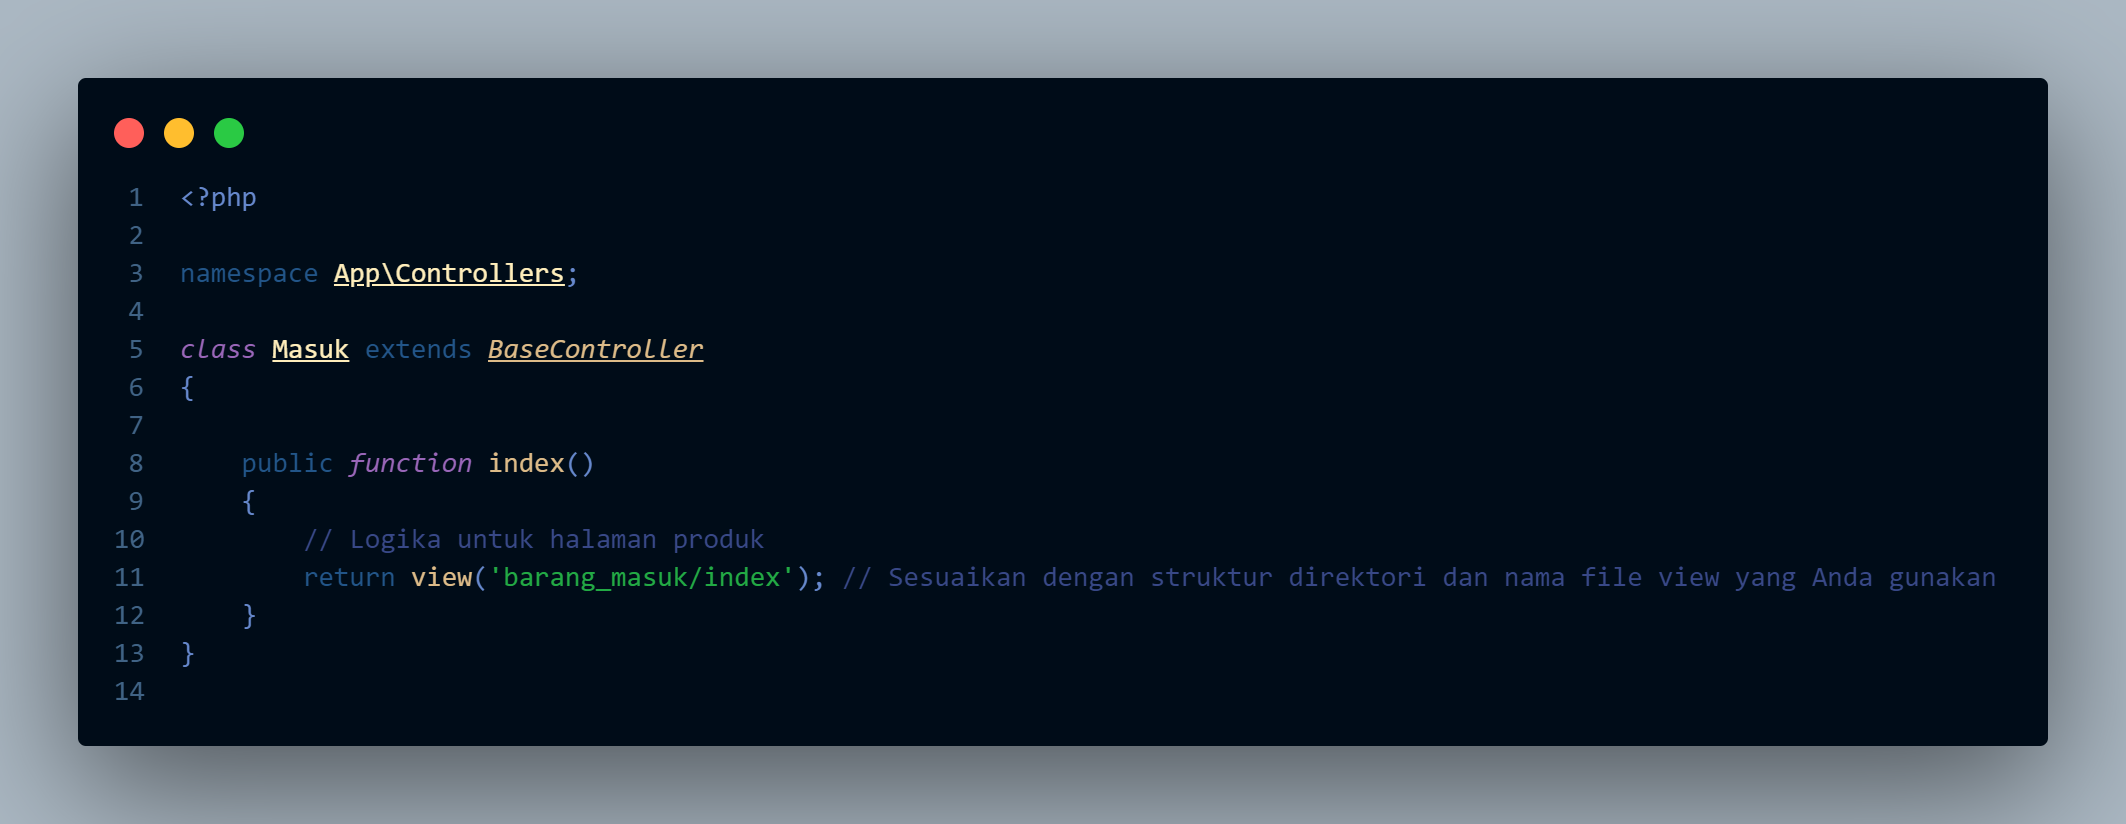 1 <?php
2
3 namespace App\Controllers;
4
5 class Masuk extends BaseController
6 {
7
8     public function index()
9     {
10         // Logika untuk halaman produk
11         return view('barang_masuk/index'); // Sesuaikan dengan struktur direktori dan nama file view yang Anda gunakan
12     }
13 }
14